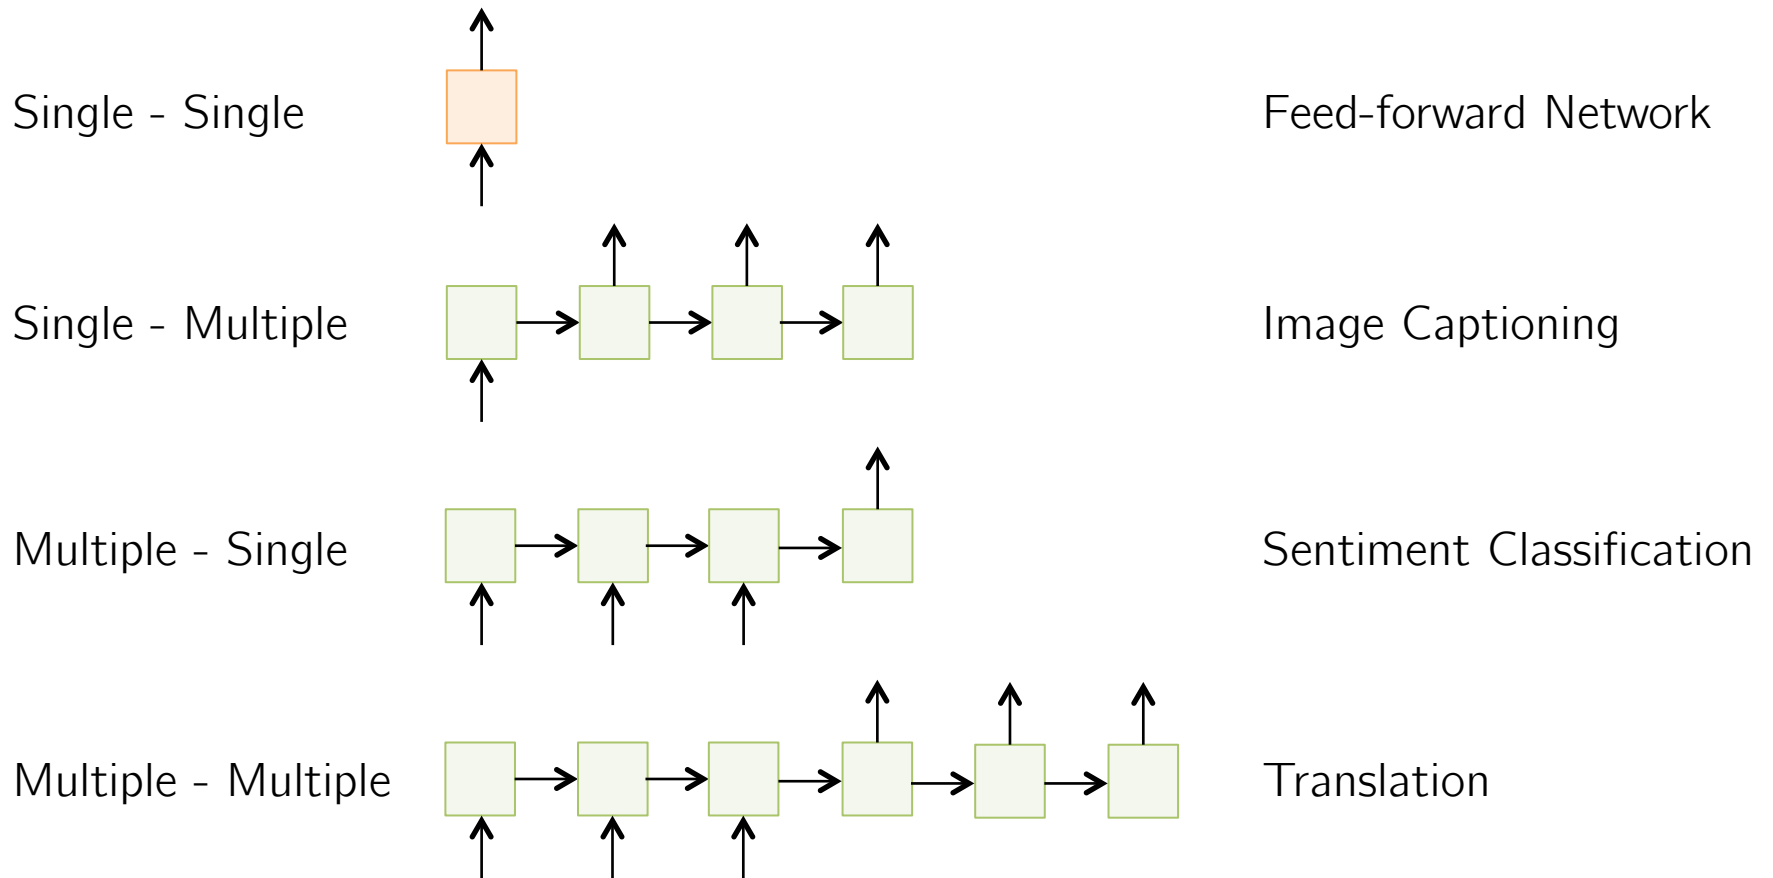 Single - Single
Feed-forward Network
Single - Multiple
Image Captioning
Multiple - Single
Sentiment Classification
Multiple - Multiple
Translation